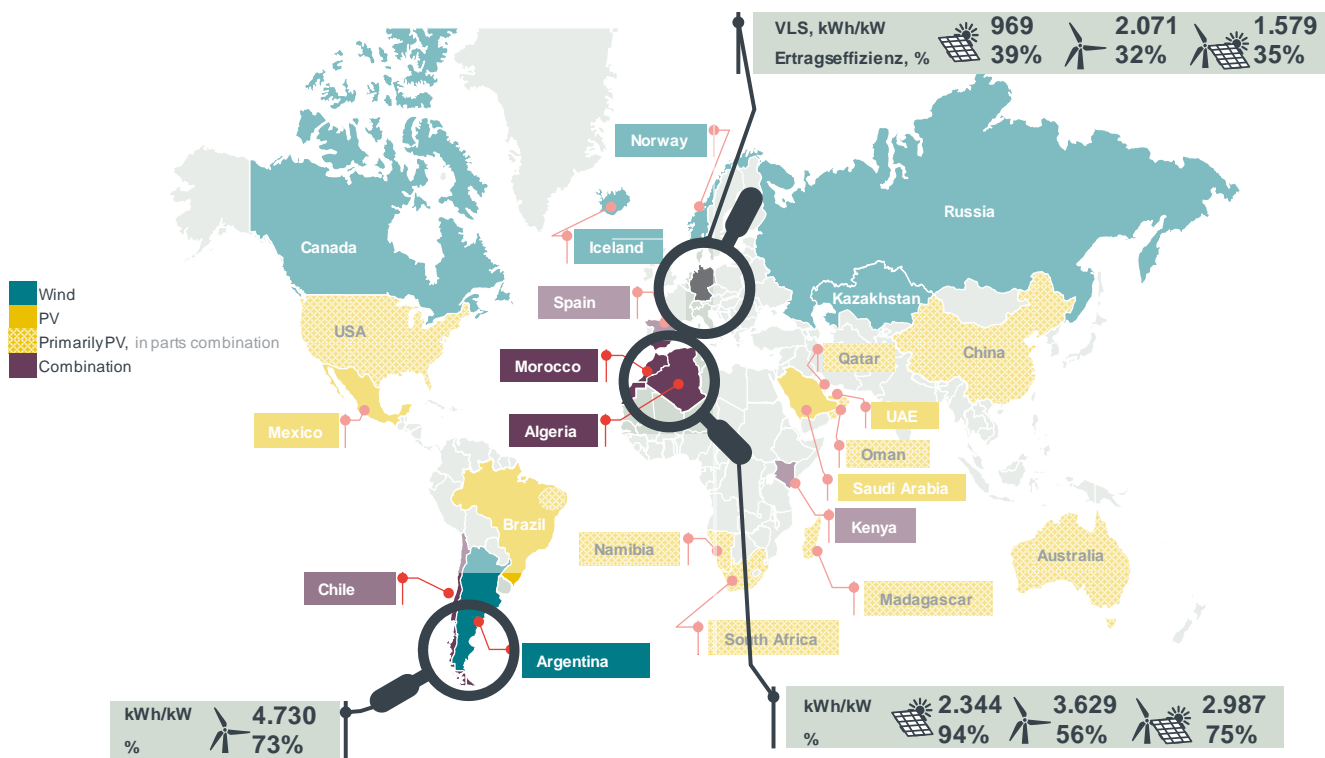 VLS, kWh/kW 969 2.071 1.579
Ertragseffizienz, % 39% 32% 35%
Norway
Russia
Canada
Iceland
Wind
PV
Primarily PV, in parts combination
Combination
Spain
Kazakhstan
USA
Morocco
Qatar
China
Mexico
Algeria
UAE
Oman
Saudi Arabia
Brazil
Kenya
Namibia
Australia
Chile
Madagascar
South Africa
Argentina
kWh/kW 4.730
% 73%
kWh/kW 2.344 3.629 2.987
% 94% 56% 75%